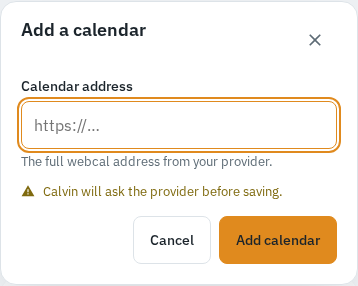 Add a calendar
Calendar address
https://...
The full webcal address from your provider.
Calvin will ask the provider before saving.
Cancel
Add calendar